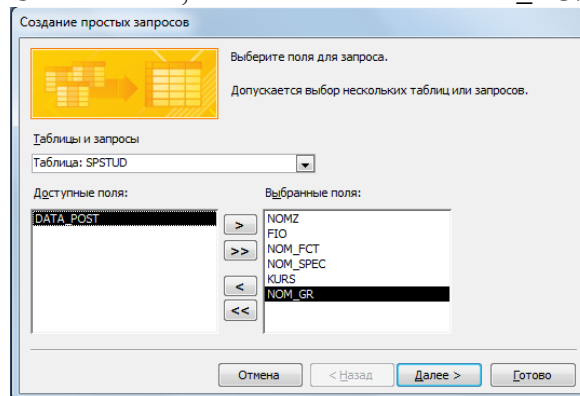 Создание простых запросов
Выберите поля для запроса.
Допускается выбор нескольких таблиц или запросов.
Таблицы и запросы
Таблица: SPSTUD
Доступные поля:
Выбранные поля:
DATA_POST
>
>>
<
<<
NOMZ
FIO
NOM_FCT
NOM_SPEC
KURS
NOM_GR
Отмена
< Назад
Далее >
Готово